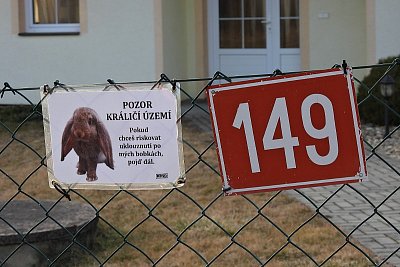 POZOR
KRÁLIČÍ ÚZEMÍ
Pokud
chceš riskovat
uklouznutí po
mých bobkách,
pojď dál.
149